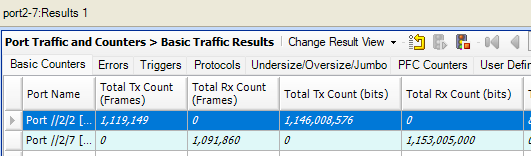 port2-7:Results 1
Port Traffic and Counters > Basic Traffic Results Change Result View
Basic Counters Errors Triggers Protocols Undersize/Oversize/Jumbo PFC Counters User Defin
Port Name Total Tx Count (Frames) Total Rx Count (Frames) Total Tx Count (bits) Total Rx Count (bits)
Port //2/2 [... 1,119,149 0 1,146,008,576 0
Port //2/7 [... 0 1,091,860 0 1,153,005,000